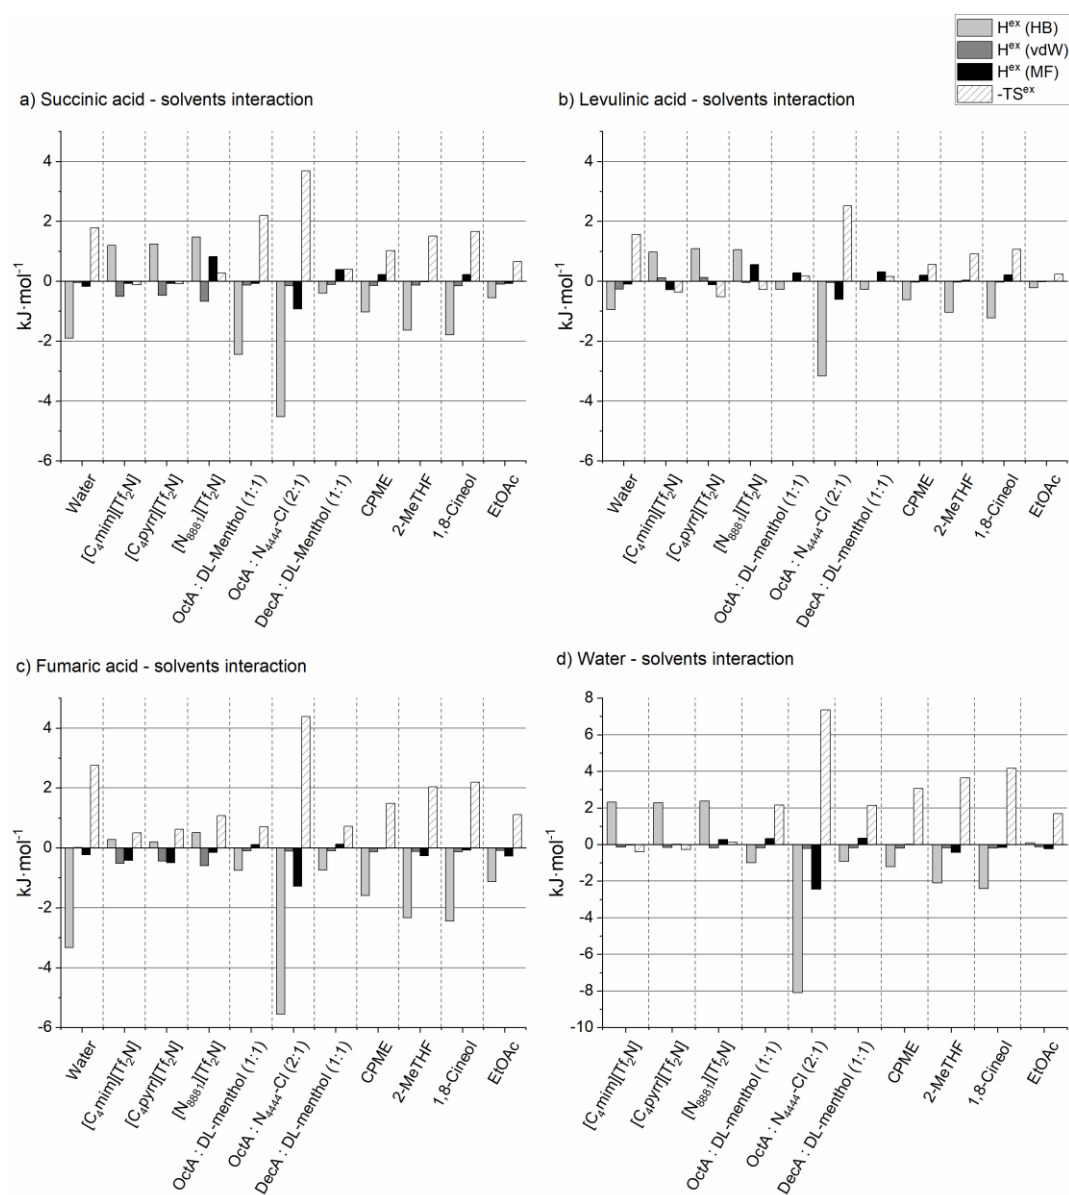 H^ex (HB)
H^ex (vdW)
H^ex (MF)
-TS^ex
a) Succinic acid - solvents interaction
kJ·mol⁻¹
4
2
0
-2
-4
-6
Water
[C₄mim][Tf₂N]
[C₄pyrr][Tf₂N]
[N₈₈₈₁][Tf₂N]
OctA : DL-Menthol (1:1)
OctA : N₄₄₄₄-Cl (2:1)
DecA : DL-Menthol (1:1)
CPME
2-MeTHF
1,8-Cineol
EtOAc
b) Levulinic acid - solvents interaction
kJ·mol⁻¹
4
2
0
-2
-4
-6
Water
[C₄mim][Tf₂N]
[C₄pyrr][Tf₂N]
[N₈₈₈₁][Tf₂N]
OctA : DL-menthol (1:1)
OctA : N₄₄₄₄-Cl (2:1)
DecA : DL-menthol (1:1)
CPME
2-MeTHF
1,8-Cineol
EtOAc
c) Fumaric acid - solvents interaction
kJ·mol⁻¹
4
2
0
-2
-4
-6
Water
[C₄mim][Tf₂N]
[C₄pyrr][Tf₂N]
[N₈₈₈₁][Tf₂N]
OctA : DL-menthol (1:1)
OctA : N₄₄₄₄-Cl (2:1)
DecA : DL-menthol (1:1)
CPME
2-MeTHF
1,8-Cineol
EtOAc
d) Water - solvents interaction
kJ·mol⁻¹
8
6
4
2
0
-2
-4
-6
-8
-10
[C₄mim][Tf₂N]
[C₄pyrr][Tf₂N]
[N₈₈₈₁][Tf₂N]
OctA : DL-menthol (1:1)
OctA : N₄₄₄₄-Cl (2:1)
DecA : DL-menthol (1:1)
CPME
2-MeTHF
1,8-Cineol
EtOAc